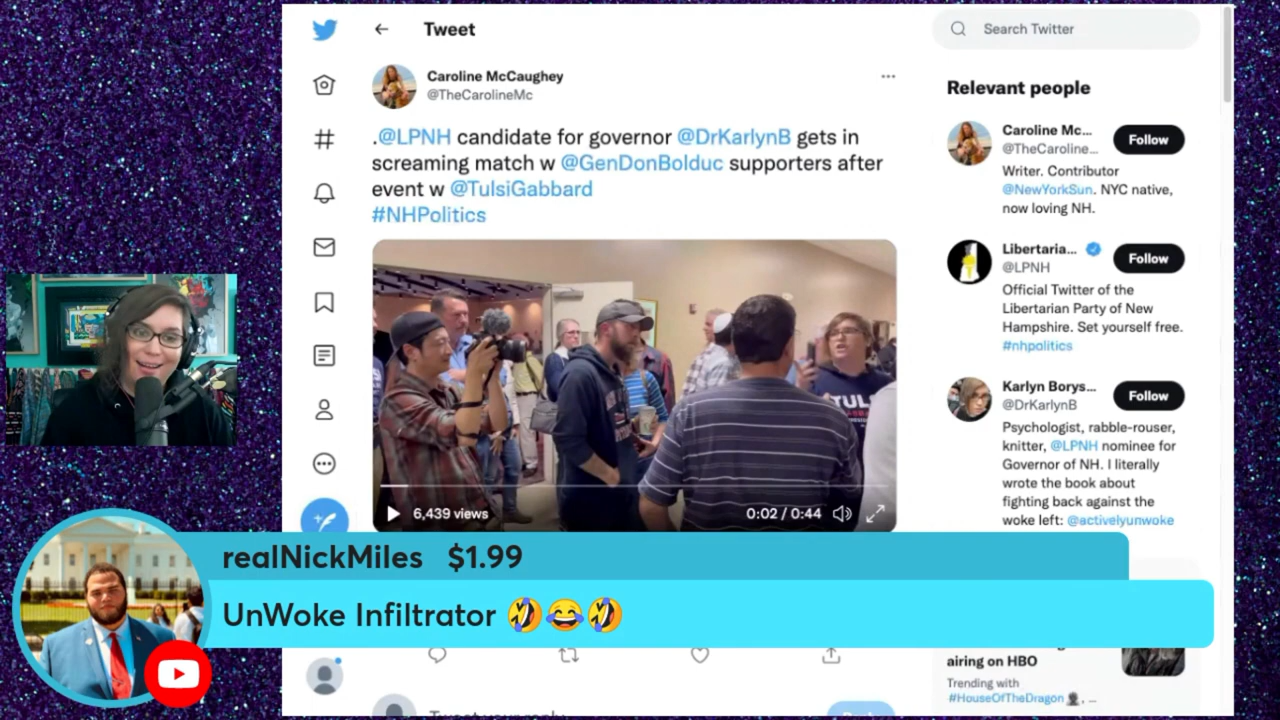 Tweet
Caroline McCaughey
@TheCarolineMc
.@LPNH candidate for governor @DrKarlynB gets in
screaming match w @GenDonBolduc supporters after
event w @TulsiGabbard
#NHPolitics
TULS
6,439 views
0:02 / 0:44
Search Twitter
Relevant people
Caroline Mc...
@TheCaroline...
Follow
Writer. Contributor
@NewYorkSun. NYC native,
now loving NH.
Libertaria...
@LPNH
Follow
Official Twitter of the
Libertarian Party of New
Hampshire. Set yourself free.
#nhpolitics
Karlyn Borys...
@DrKarlynB
Follow
Psychologist, rabble-rouser,
knitter, @LPNH nominee for
Governor of NH. I literally
wrote the book about
fighting back against the
woke left: @activelyunwoke
realNickMiles $1.99
UnWoke Infiltrator 🤣😂🤣
airing on HBO
Trending with
#HouseOfTheDragon , ...